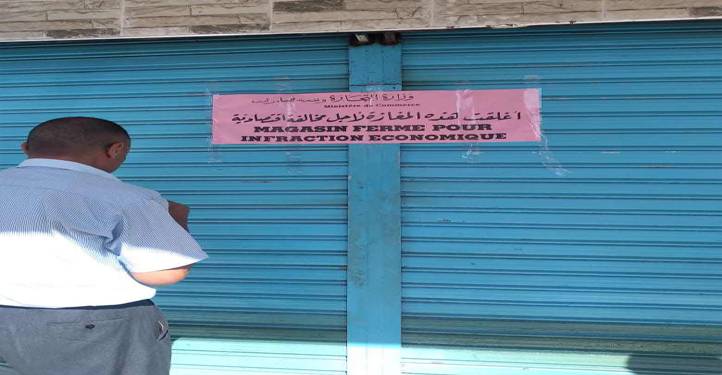 وزارة التجارة
Ministère du Commerce
أغلقت هذه المغازة لأجل مخالفة اقتصادية
MAGASIN FERME POUR
INFRACTION ECONOMIQUE